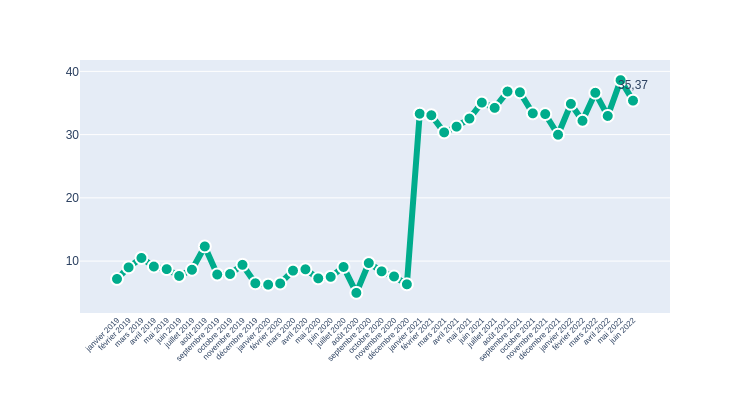 40
30
20
10
35,37
janvier 2019
février 2019
mars 2019
avril 2019
mai 2019
juin 2019
juillet 2019
août 2019
septembre 2019
octobre 2019
novembre 2019
décembre 2019
janvier 2020
février 2020
mars 2020
avril 2020
mai 2020
juin 2020
juillet 2020
août 2020
septembre 2020
octobre 2020
novembre 2020
décembre 2020
janvier 2021
février 2021
mars 2021
avril 2021
mai 2021
juin 2021
juillet 2021
août 2021
septembre 2021
octobre 2021
novembre 2021
décembre 2021
janvier 2022
février 2022
mars 2022
avril 2022
mai 2022
juin 2022